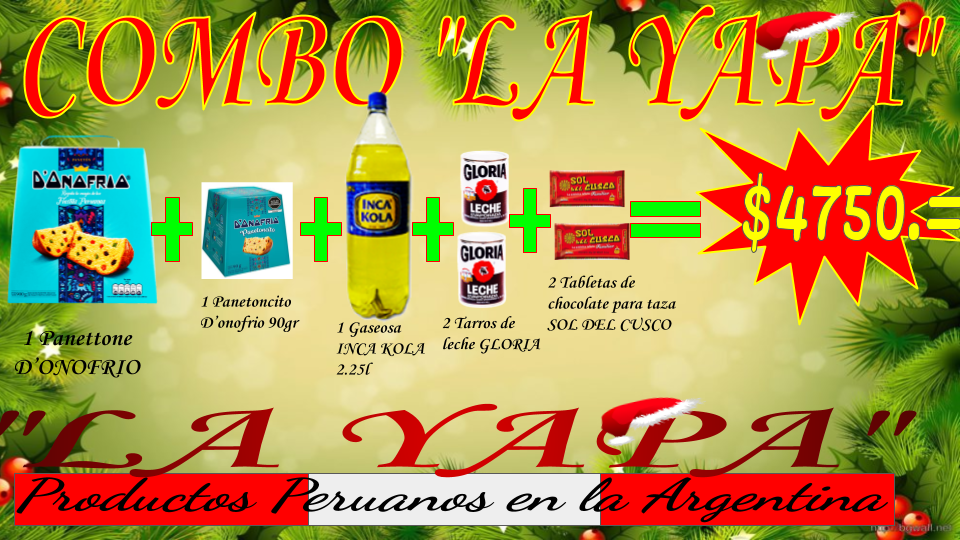 COMBO "LA YAPA"
D'ONOFRIO
D'ONOFRIO
Panetoncito
INCA
KOLA
GLORIA
LECHE
GLORIA
LECHE
SOL
DEL CUSCO
SOL
DEL CUSCO
$4750.=
1 Panettone
D'ONOFRIO
1 Panetoncito
D'onofrio 90gr
1 Gaseosa
INCA KOLA
2.25l
2 Tarros de
leche GLORIA
2 Tabletas de
chocolate para taza
SOL DEL CUSCO
"LA YAPA"
Productos Peruanos en la Argentina